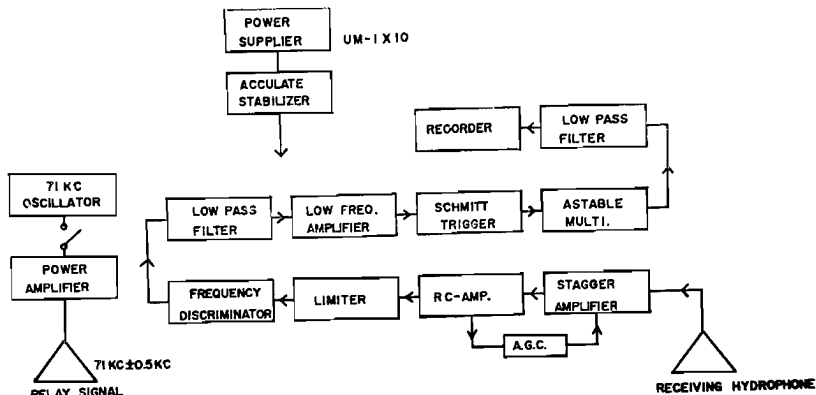 POWER
SUPPLIER
UM-1 X 10
ACCULATE
STABILIZER
RECORDER
LOW PASS
FILTER
71 KC
OSCILLATOR
LOW PASS
FILTER
LOW FREQ.
AMPLIFIER
SCHMITT
TRIGGER
ASTABLE
MULTI.
POWER
AMPLIFIER
FREQUENCY
DISCRIMINATOR
LIMITER
RC-AMP.
STAGGER
AMPLIFIER
A.G.C.
71 KC±0.5KC
RELAY SIGNAL
RECEIVING HYDROPHONE